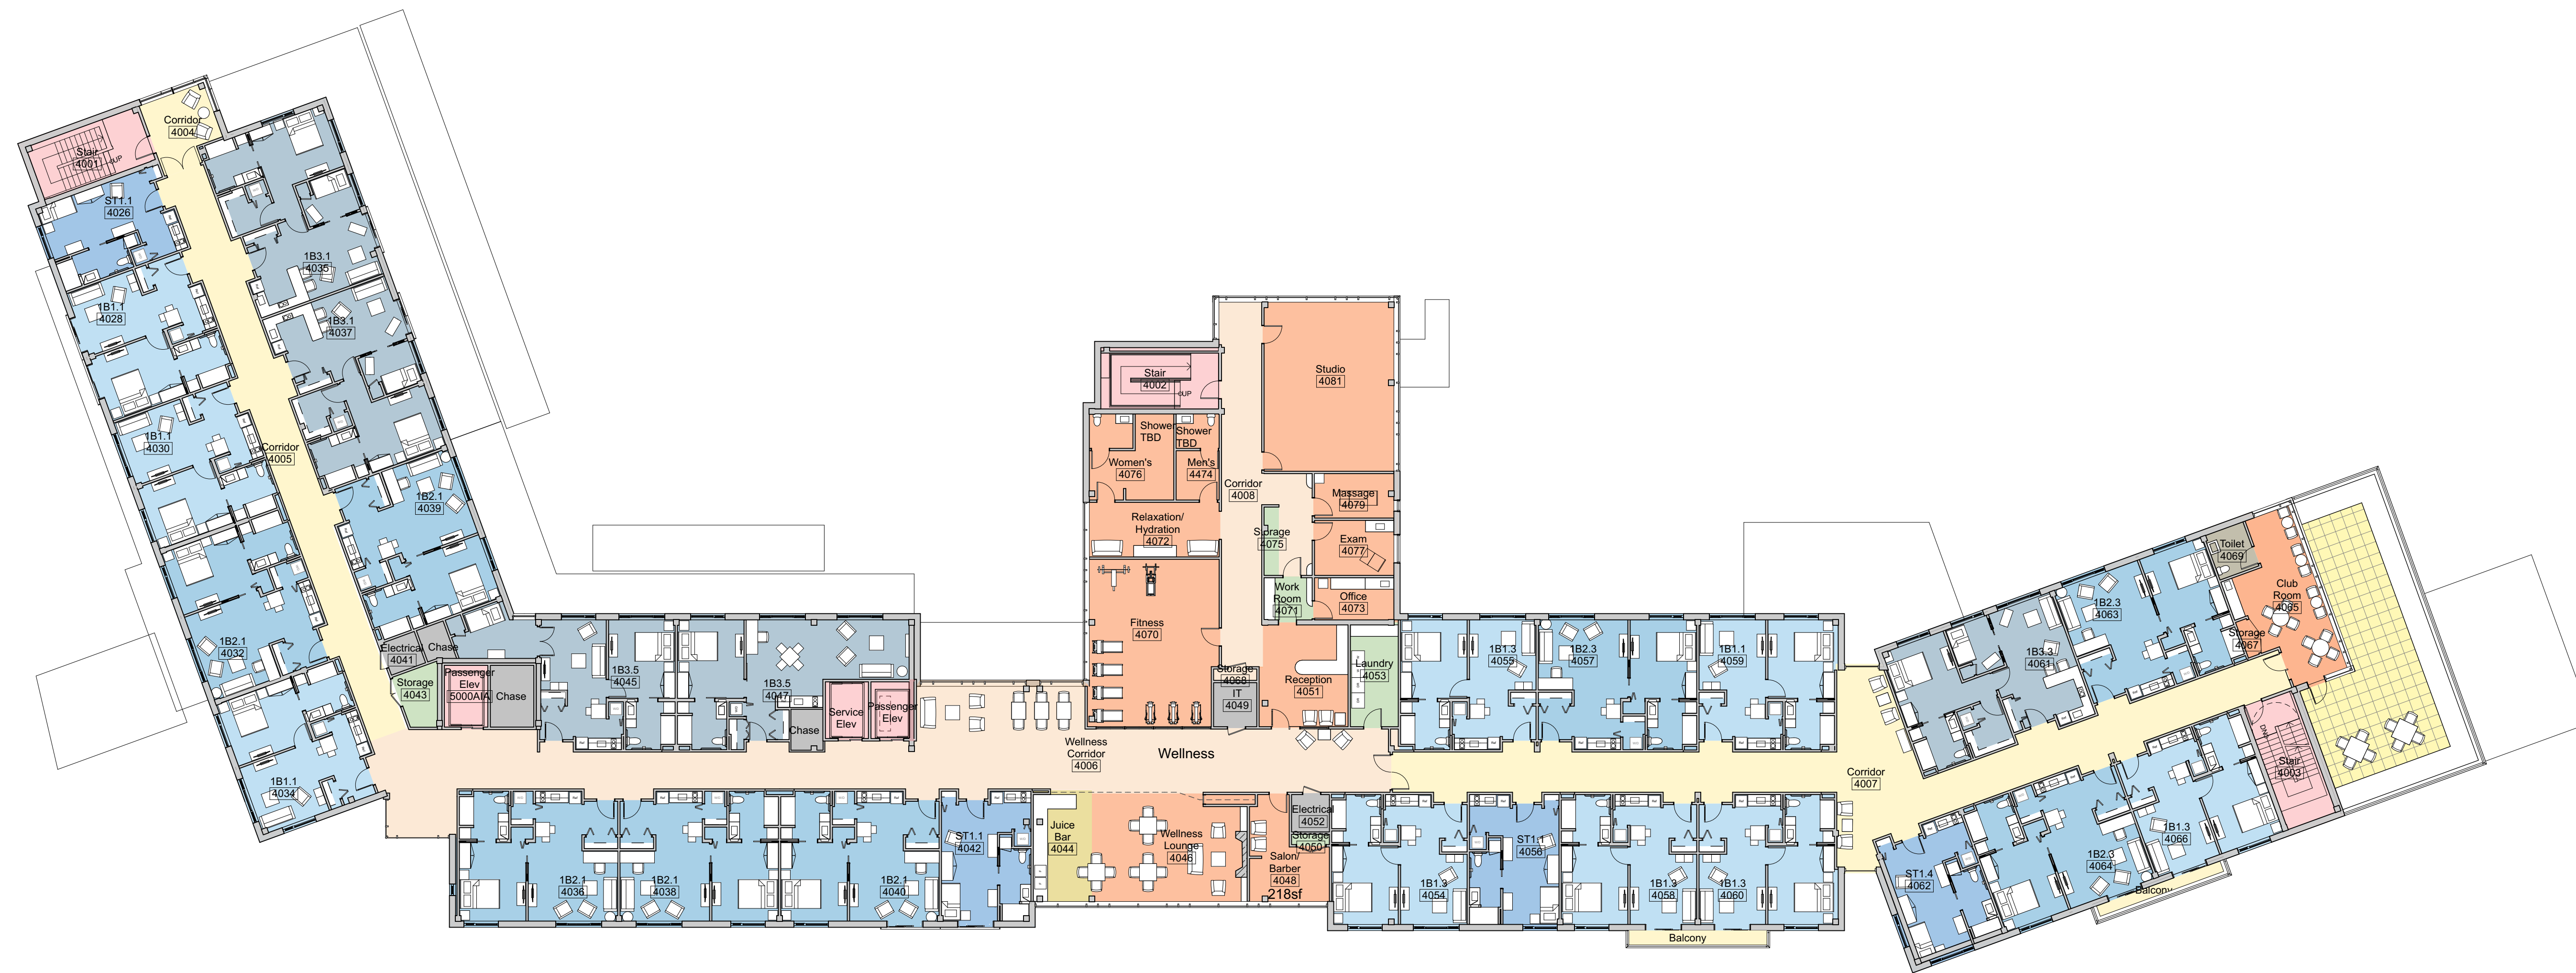 Corridor
4004
Stair
4001
UP
ST1.1
4026
1B1.1
4028
1B3.1
4035
1B3.1
4037
1B1.1
4030
Corridor
4005
1B2.1
4039
1B2.1
4032
1B1.1
4034
Electrical
4041
Chase
Storage
4043
Passenger
Elev
5000AIA
Chase
1B3.5
4045
1B3.5
4047
Chase
Service
Elev
Passenger
Elev
1B2.1
4036
1B2.1
4038
1B2.1
4040
ST1.1
4042
Wellness
Corridor
4006
Wellness
Juice
Bar
4044
Wellness
Lounge
4046
Salon/
Barber
4048
218sf
Electrical
4052
Storage
4050
Stair
4002
UP
Studio
4081
Shower
TBD
Shower
TBD
Women's
4076
Men's
4474
Corridor
4008
Massage
4079
Relaxation/
Hydration
4072
Storage
4075
Exam
4077
Work
Room
4071
Office
4073
Fitness
4070
Storage
4068
IT
4049
Reception
4051
Laundry
4053
1B1.3
4055
1B2.3
4057
1B1.1
4059
1B1.3
4054
ST1.1
4056
1B1.3
4058
1B1.3
4060
Balcony
Corridor
4007
1B3.3
4061
1B2.3
4063
Toilet
4069
Club
Room
4065
Storage
4067
Stair
4003
DN
ST1.4
4062
1B2.3
4064
1B1.3
4066
Balcony